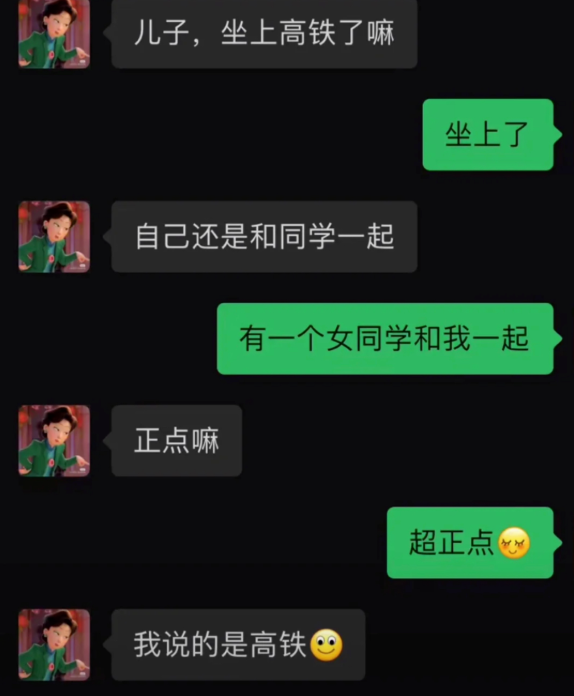 儿子，坐上高铁了嘛
坐上了
自己还是和同学一起
有一个女同学和我一起
正点嘛
超正点😌
我说的是高铁🙂